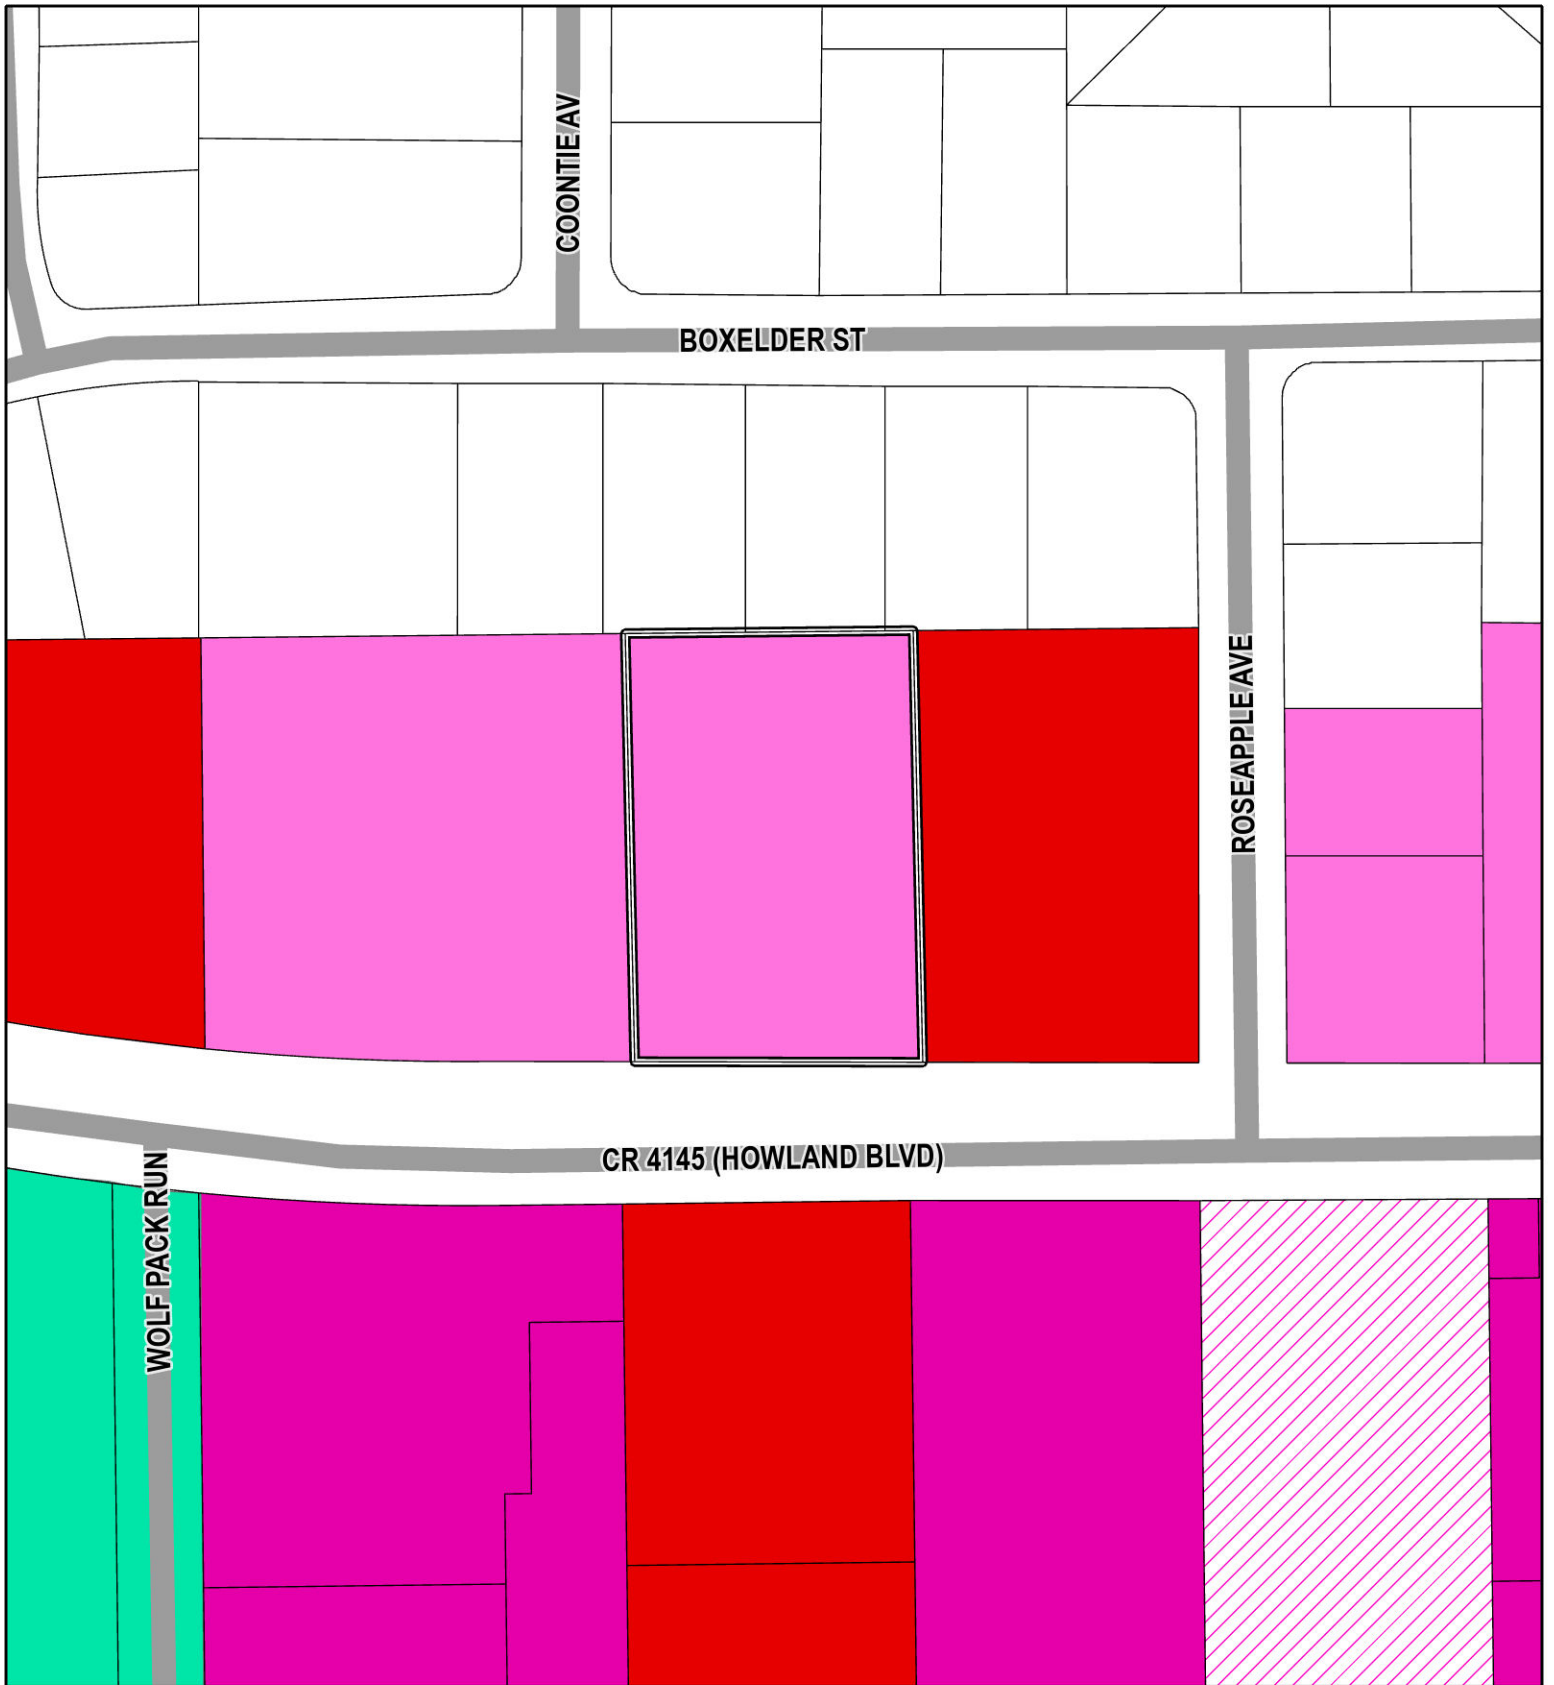 COONTIE AV
BOXELDER ST
ROSEAPPLE AVE
CR 4145 (HOWLAND BLVD)
WOLF PACK RUN